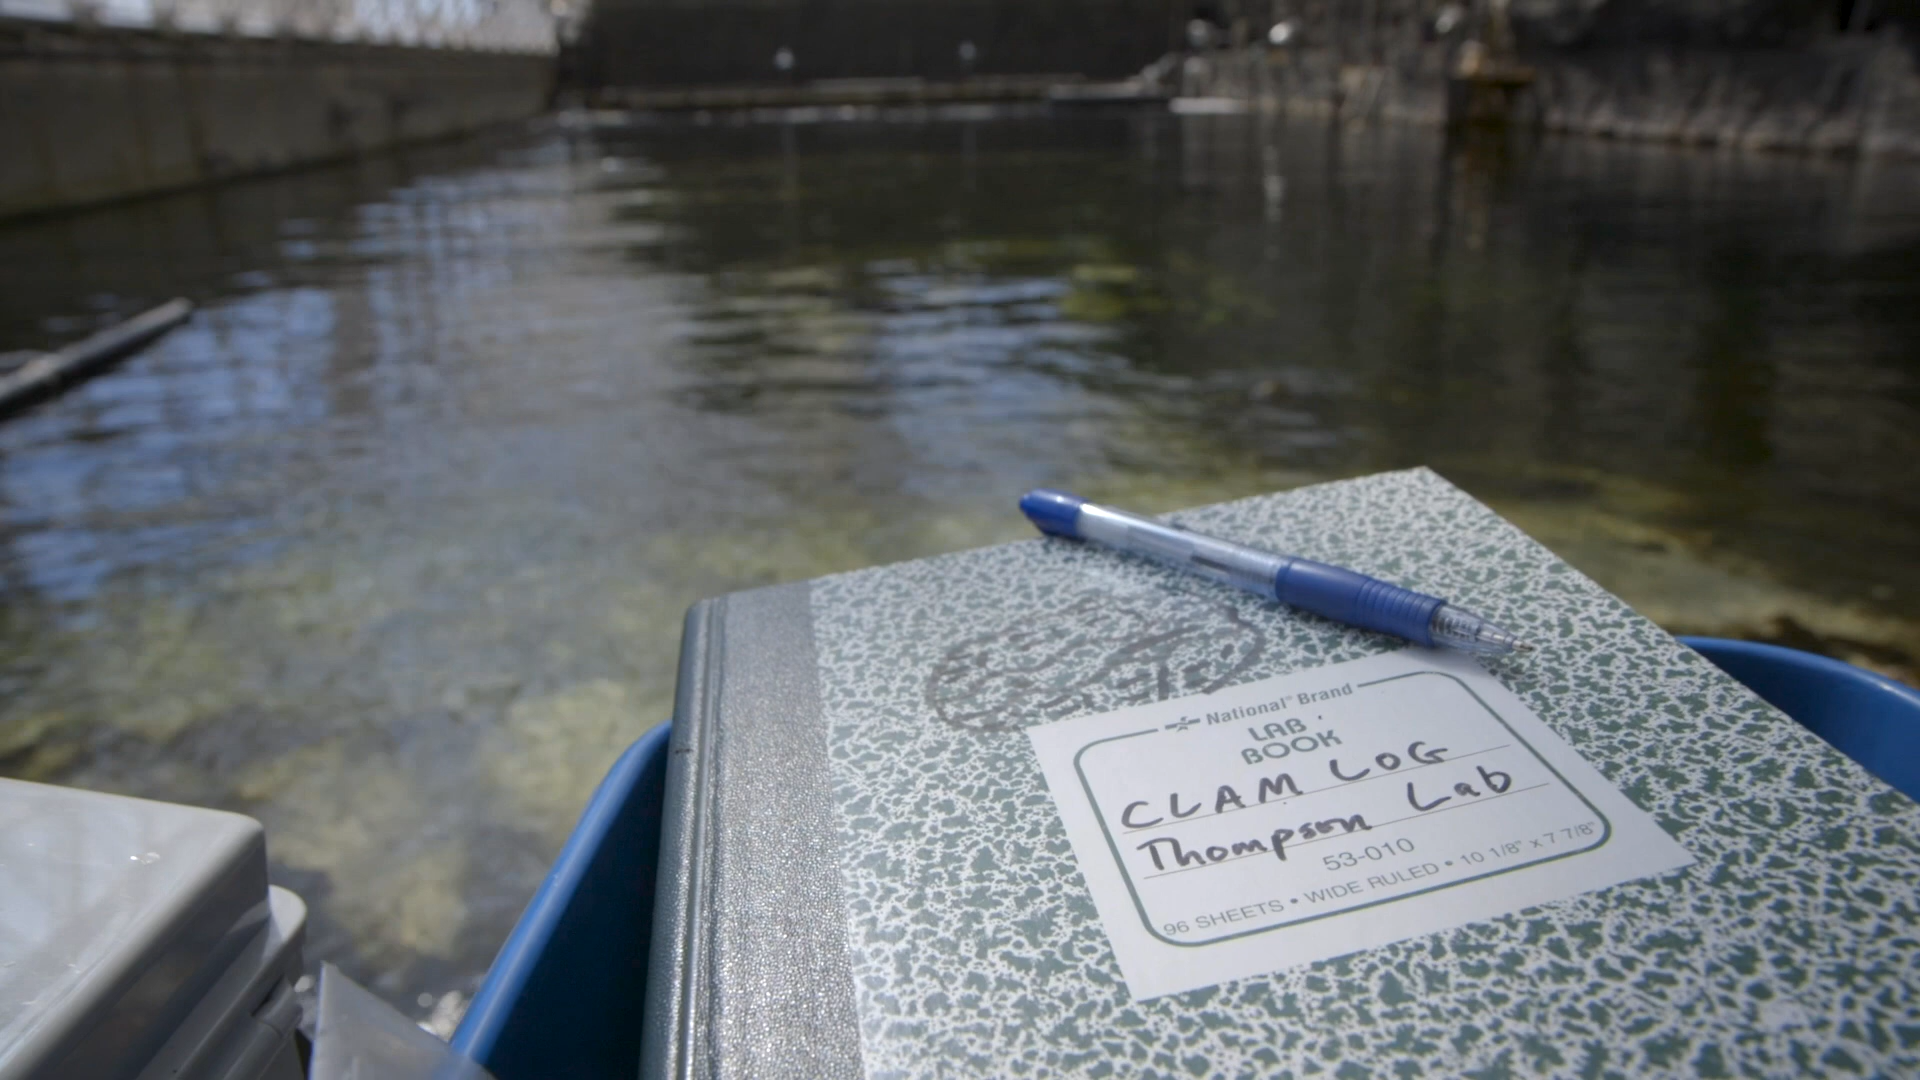 National® Brand
LAB
BOOK
CLAM LOG
Thompson Lab
53-010
96 SHEETS • WIDE RULED • 10 1/8" x 7 7/8"